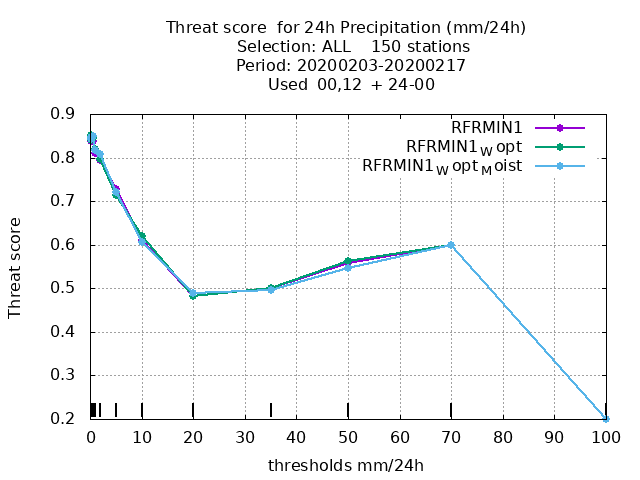 Threat score  for 24h Precipitation (mm/24h)
Selection: ALL    150 stations
Period: 20200203-20200217
Used  00,12  + 24-00
RFRMIN1
RFRMIN1W opt
RFRMIN1W optM oist
Threat score
0.9
0.8
0.7
0.6
0.5
0.4
0.3
0.2
0 10 20 30 40 50 60 70 80 90 100
thresholds mm/24h